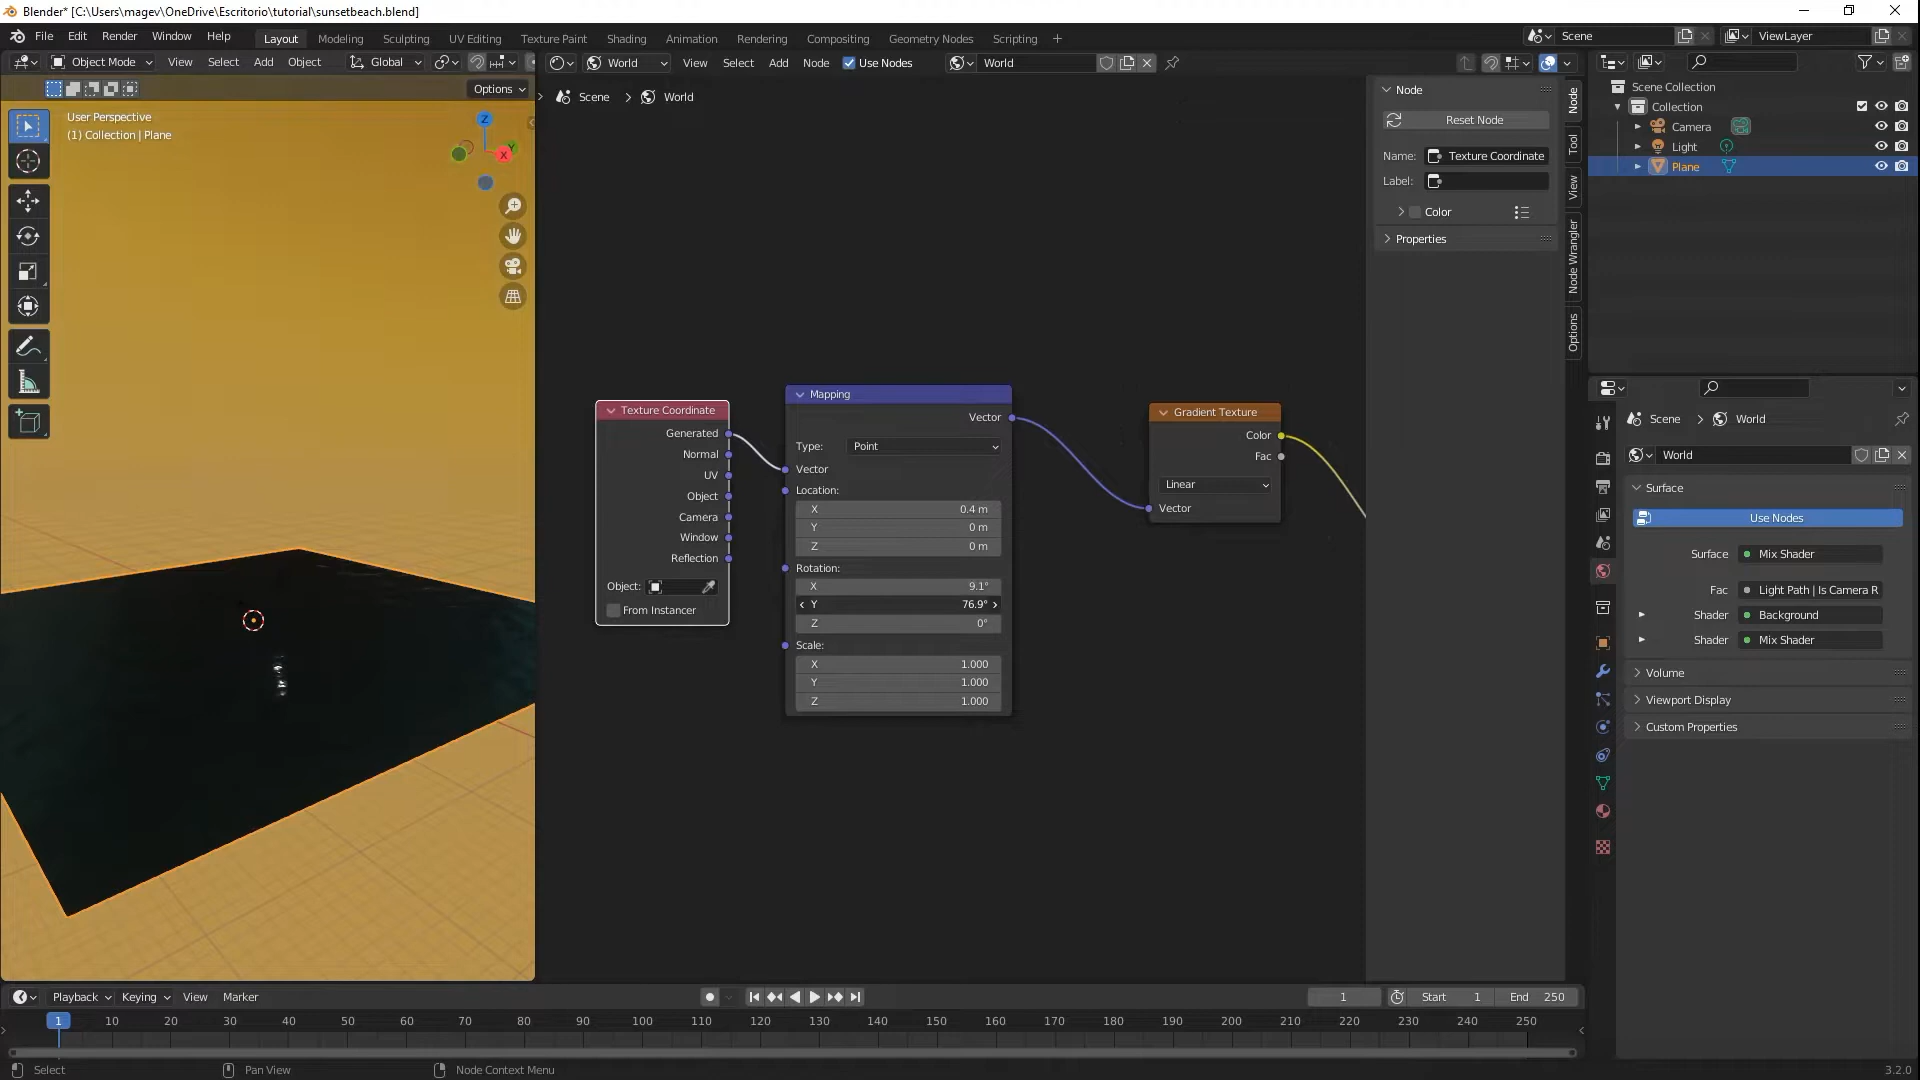 Blender* [C:\Users\magev\OneDrive\Escritorio\tutorial\sunsetbeach.blend]
File Edit Render Window Help Layout Modeling Sculpting UV Editing Texture Paint Shading Animation Rendering Compositing Geometry Nodes Scripting + Scene ViewLayer
Object Mode View Select Add Object Global World View Select Add Node Use Nodes World
Options
Scene > World
User Perspective
(1) Collection | Plane
Z
Y
X
Node
Reset Node
Name: Texture Coordinate
Label:
Color
Properties
Node
Tool
View
Node Wrangler
Options
Scene Collection
Collection
Camera
Light
Plane
Texture Coordinate
Generated
Normal
UV
Object
Camera
Window
Reflection
Object:
From Instancer
Mapping
Vector
Type: Point
Vector
Location:
X 0.4 m
Y 0 m
Z 0 m
Rotation:
X 9.1°
Y 76.9°
Z 0°
Scale:
X 1.000
Y 1.000
Z 1.000
Gradient Texture
Color
Fac
Linear
Vector
Scene > World
World
Surface
Use Nodes
Surface Mix Shader
Fac Light Path | Is Camera R
Shader Background
Shader Mix Shader
Volume
Viewport Display
Custom Properties
Playback Keying View Marker 1 Start 1 End 250
1 10 20 30 40 50 60 70 80 90 100 110 120 130 140 150 160 170 180 190 200 210 220 230 240 250
Select Pan View Node Context Menu 3.2.0